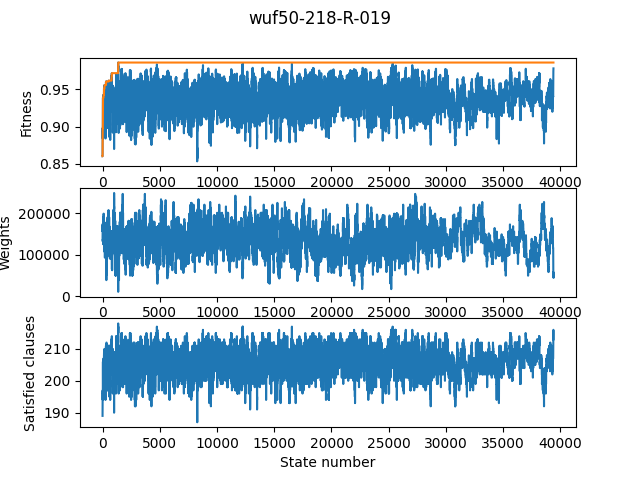 wuf50-218-R-019
Fitness
0.95
0.90
0.85
0 5000 10000 15000 20000 25000 30000 35000 40000
Weights
200000
100000
0
0 5000 10000 15000 20000 25000 30000 35000 40000
Satisfied clauses
210
200
190
0 5000 10000 15000 20000 25000 30000 35000 40000
State number